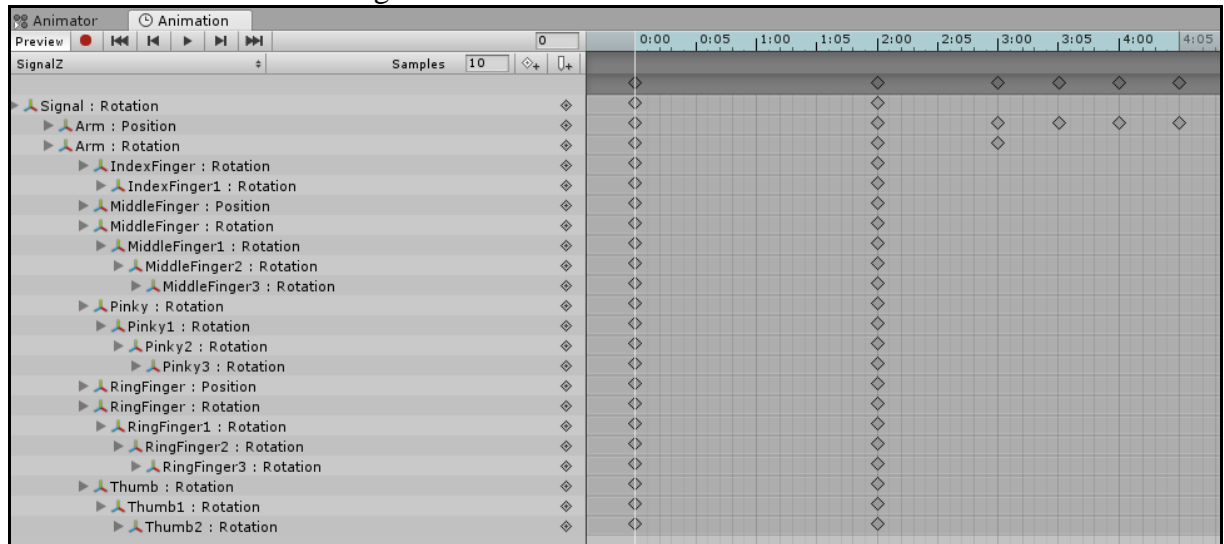 Animator Animation
Preview 0 0:00 0:05 1:00 1:05 2:00 2:05 3:00 3:05 4:00 4:05
SignalZ Samples 10
Signal : Rotation
Arm : Position
Arm : Rotation
IndexFinger : Rotation
IndexFinger1 : Rotation
MiddleFinger : Position
MiddleFinger : Rotation
MiddleFinger1 : Rotation
MiddleFinger2 : Rotation
MiddleFinger3 : Rotation
Pinky : Rotation
Pinky1 : Rotation
Pinky2 : Rotation
Pinky3 : Rotation
RingFinger : Position
RingFinger : Rotation
RingFinger1 : Rotation
RingFinger2 : Rotation
RingFinger3 : Rotation
Thumb : Rotation
Thumb1 : Rotation
Thumb2 : Rotation